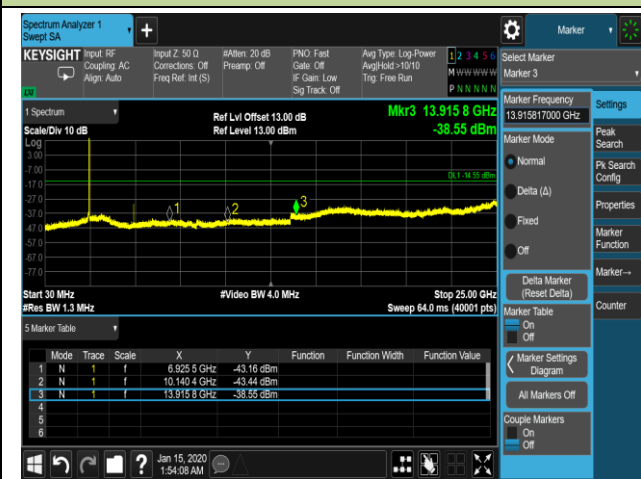 Spectrum Analyzer 1
Swept SA
+
Marker
KEYSIGHT
Input: RF
Coupling: AC
Align: Auto
Input Z: 50 Ω
Corrections: Off
Freq Ref: Int (S)
#Atten: 20 dB
Preamp: Off
PNO: Fast
Gate: Off
IF Gain: Low
Sig Track: Off
Avg Type: Log-Power
Avg|Hold:>10/10
Trig: Free Run
1 2 3 4 5 6
M W W W W W
P N N N N N
Select Marker
Marker 3
LXI
1 Spectrum
Scale/Div 10 dB
Log
Ref Lvl Offset 13.00 dB
Ref Level 13.00 dBm
Mkr3 13.915 8 GHz
-38.55 dBm
3.00
-7.00
-17.0
-27.0
-37.0
-47.0
-57.0
-67.0
-77.0
DL1 -14.95 dBm
1
2
3
Start 30 MHz
#Res BW 1.3 MHz
#Video BW 4.0 MHz
Stop 25.00 GHz
Sweep 64.0 ms (40001 pts)
5 Marker Table
Mode Trace Scale X Y Function Function Width Function Value
1 N 1 f 6.925 5 GHz -43.16 dBm
2 N 1 f 10.140 4 GHz -43.44 dBm
3 N 1 f 13.915 8 GHz -38.55 dBm
4
5
6
Jan 15, 2020
1:54:08 AM
?
Marker Frequency
13.915817000 GHz
Marker Mode
Normal
Delta (Δ)
Fixed
Off
Delta Marker
(Reset Delta)
Marker Table
On
Off
Marker Settings
Diagram
All Markers Off
Couple Markers
On
Off
Settings
Peak
Search
Pk Search
Config
Properties
Marker
Function
Marker→
Counter